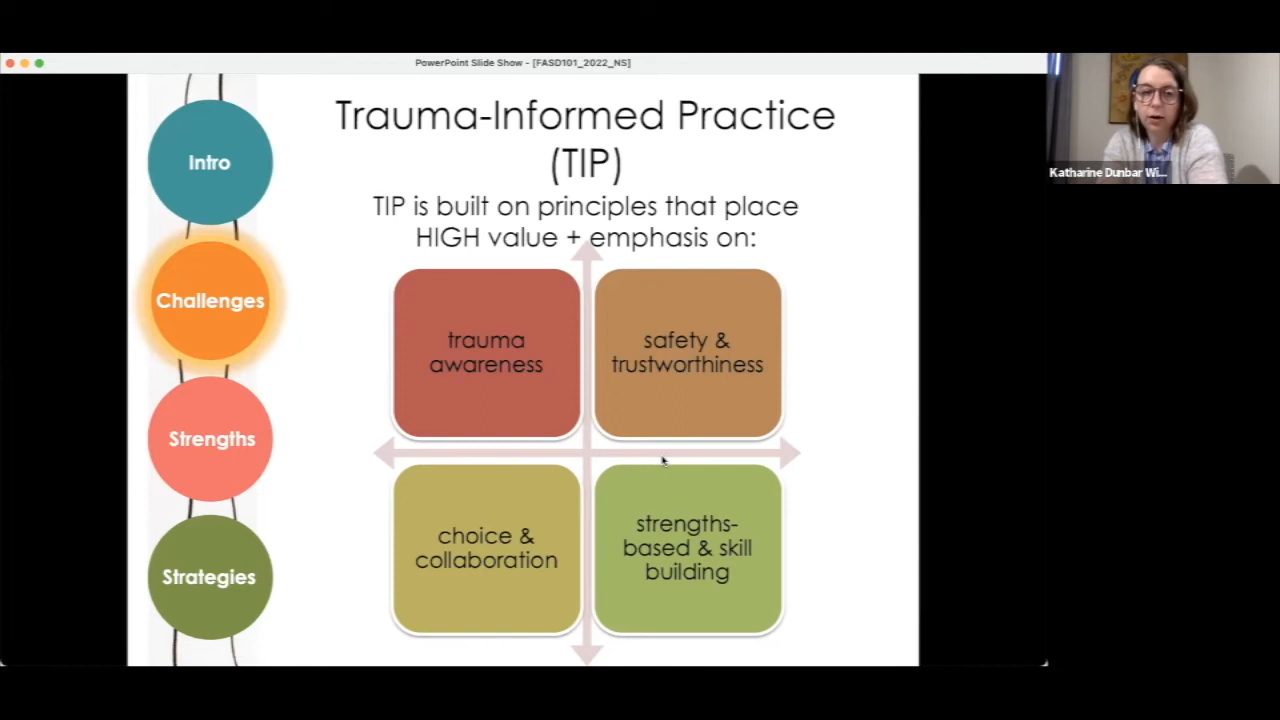 PowerPoint Slide Show - [FASD101_2022_NS]
Katharine Dunbar Wi...
Trauma-Informed Practice
(TIP)
TIP is built on principles that place
HIGH value + emphasis on:
Intro
Challenges
Strengths
Strategies
trauma
awareness
safety &
trustworthiness
choice &
collaboration
strengths-
based & skill
building